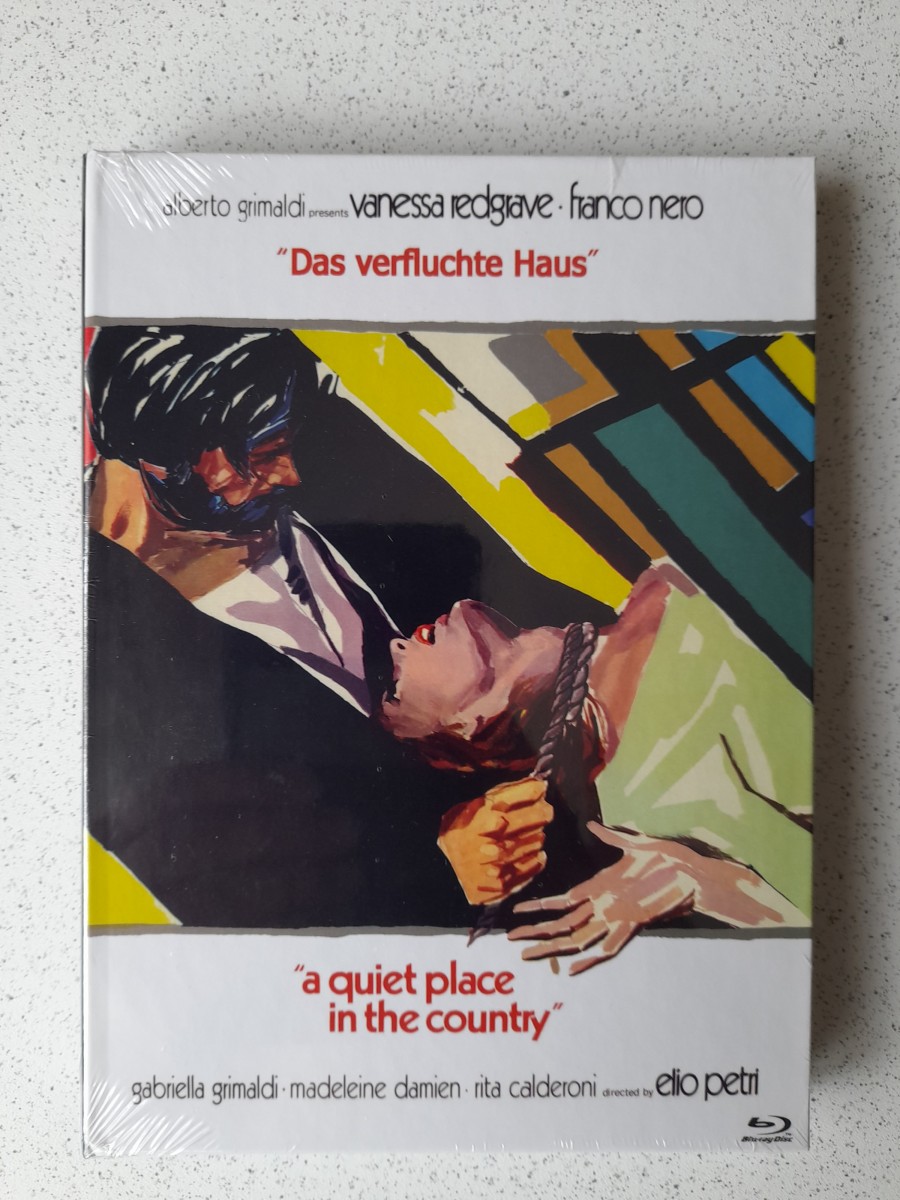 alberto grimaldi presents vanessa redgrave · franco nero
"Das verfluchte Haus"
"a quiet place
in the country"
gabriella grimaldi · madeleine damien · rita calderoni directed by elio petri
Blu-ray Disc